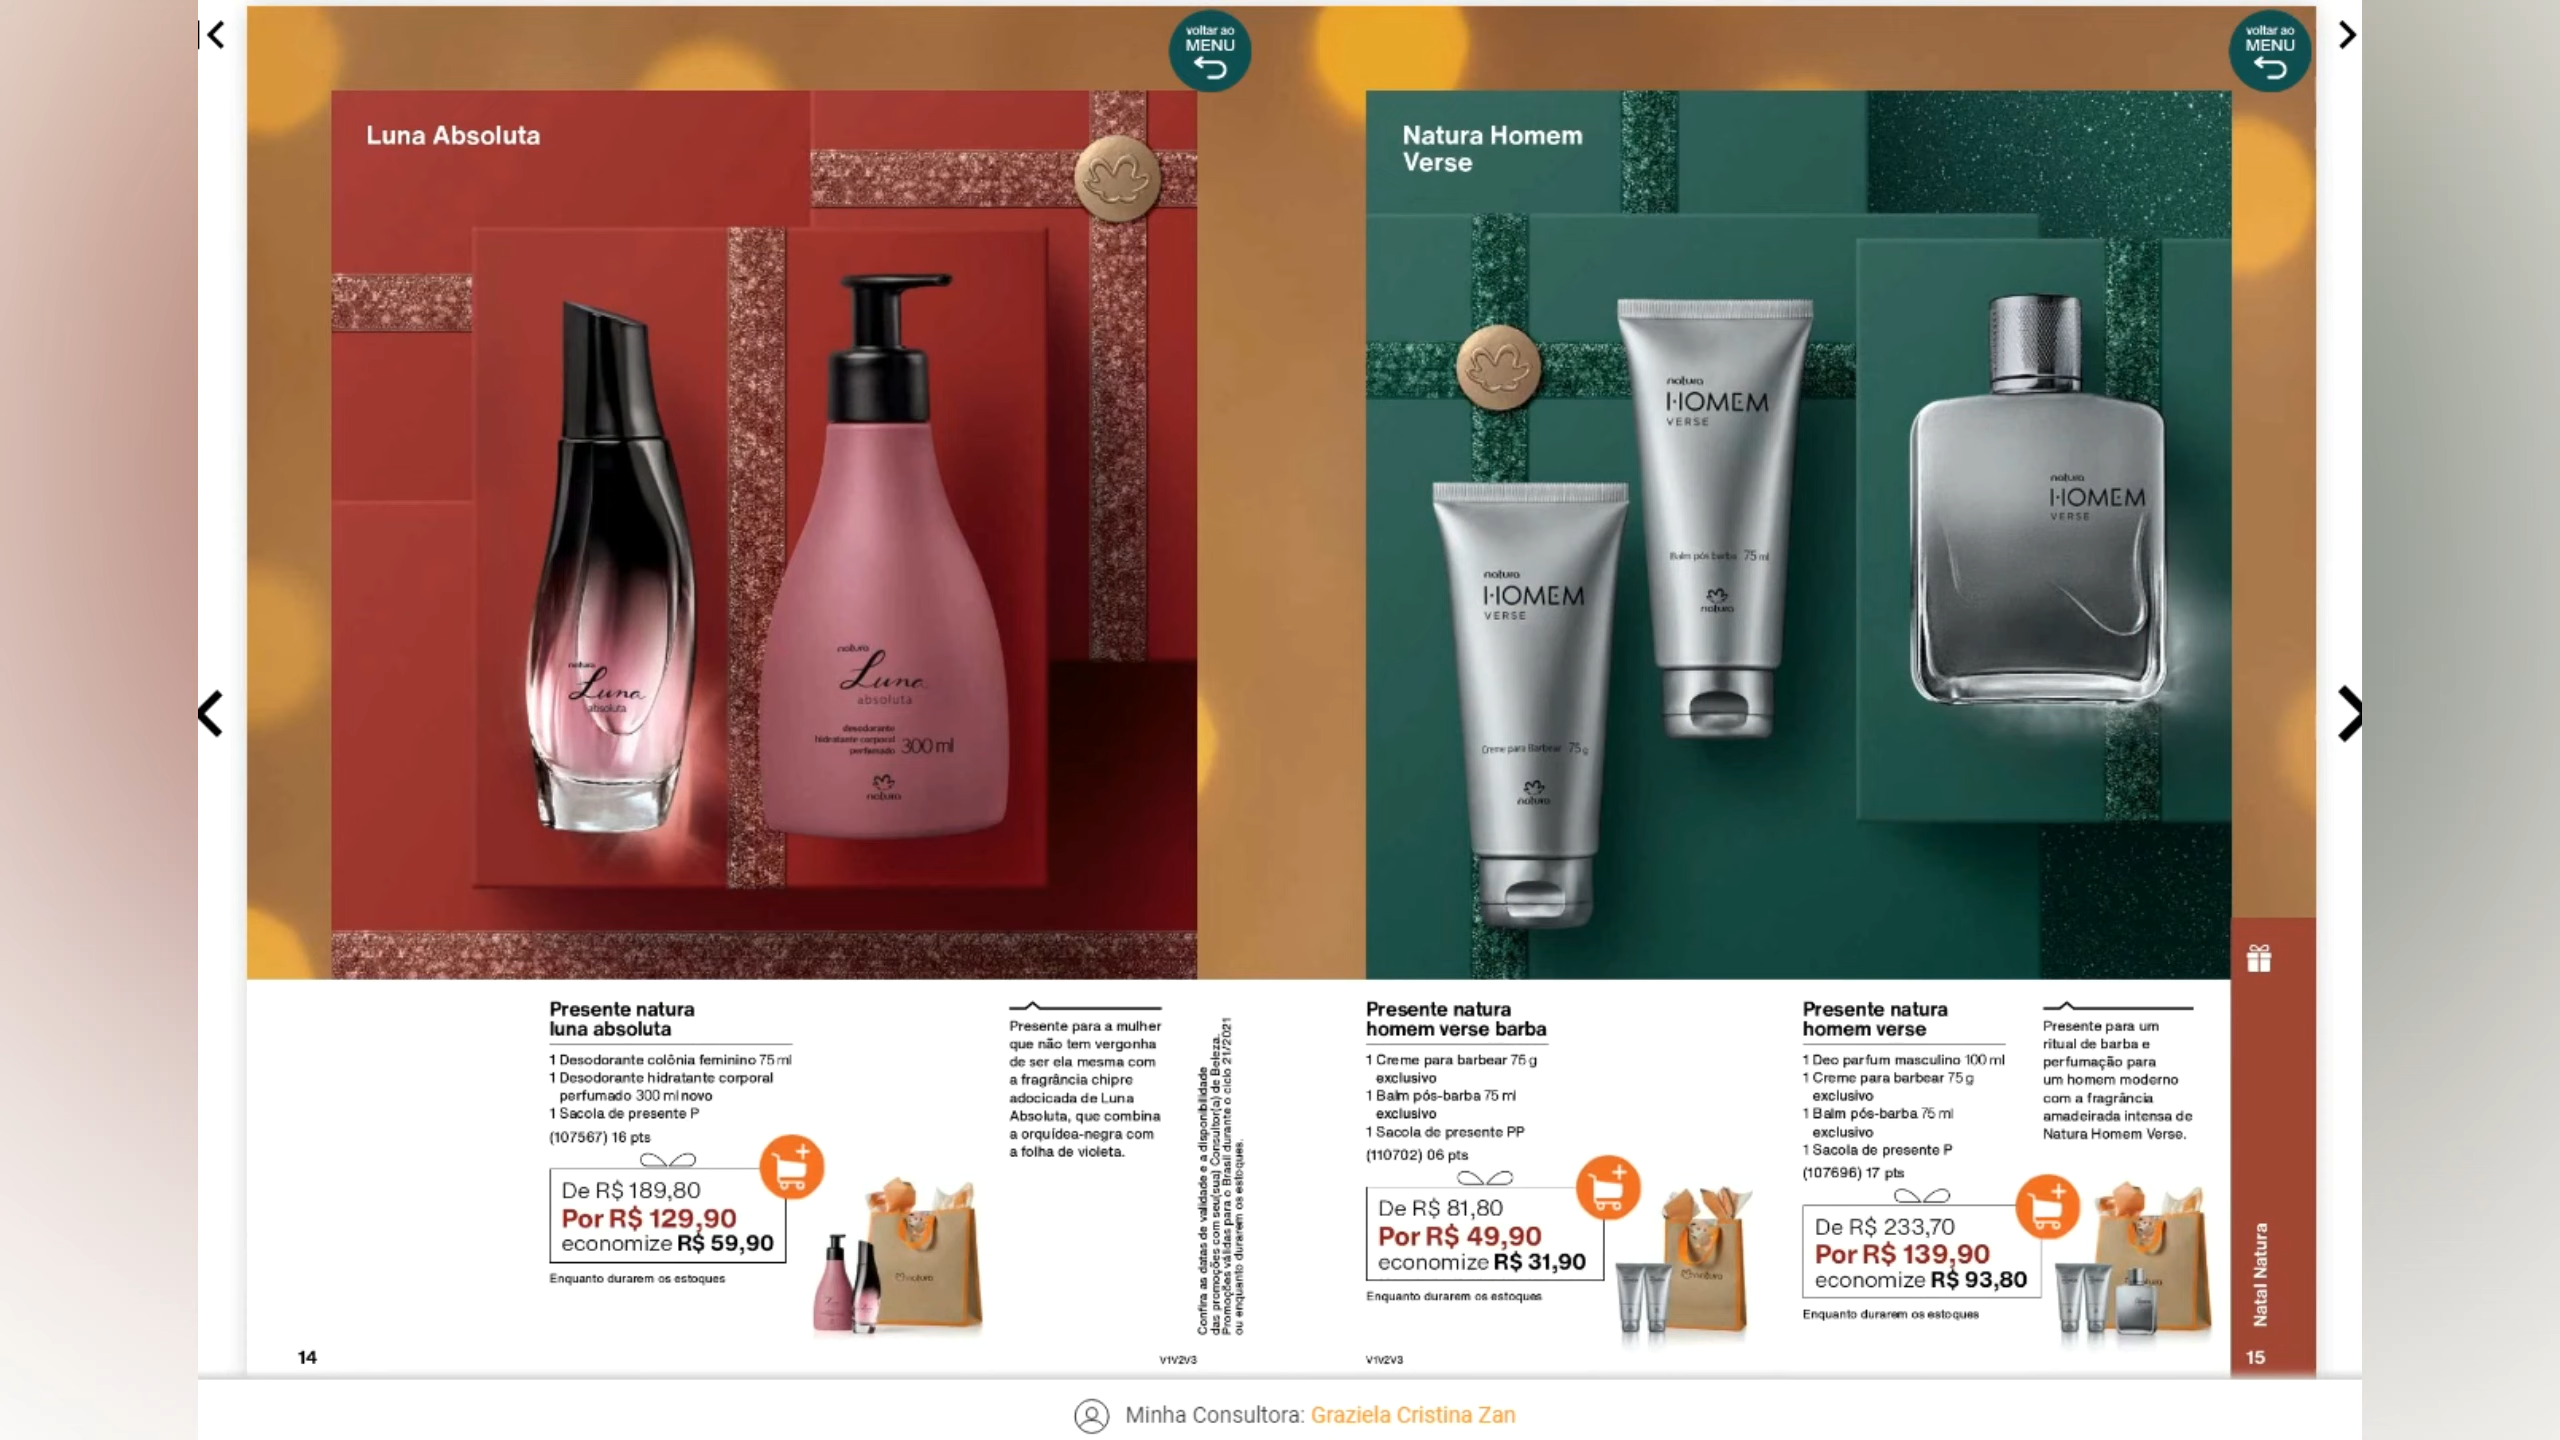 voltar ao
MENU
voltar ao
MENU
Luna Absoluta
natura
Luna
absoluta
natura
Luna
absoluta
desodorante
hidratante corporal
perfumado 300 ml
natura
Presente natura
luna absoluta
1 Desodorante colônia feminino 75 ml
1 Desodorante hidratante corporal
perfumado 300 ml novo
1 Sacola de presente P
(107567) 16 pts
De R$ 189,80
Por R$ 129,90
economize R$ 59,90
Enquanto durarem os estoques
Presente para a mulher
que não tem vergonha
de ser ela mesma com
a fragrância chipre
adocicada de Luna
Absoluta, que combina
a orquídea-negra com
a folha de violeta.
natura
Confira as datas de validade e a disponibilidade
das promoções com seu(sua) Consultor(a) de Beleza.
Promoções válidas para o Brasil durante o ciclo 21/2021
ou enquanto durarem os estoques.
14
V1V2V3
Natura Homem
Verse
natura
HOMEM
VERSE
Balm pós barba 75 ml
natura
natura
HOMEM
VERSE
Creme para Barbear 75 g
natura
natura
HOMEM
VERSE
Presente natura
homem verse barba
1 Creme para barbear 75 g
exclusivo
1 Balm pós-barba 75 ml
exclusivo
1 Sacola de presente PP
(110702) 06 pts
De R$ 81,80
Por R$ 49,90
economize R$ 31,90
Enquanto durarem os estoques
natura
Presente natura
homem verse
1 Deo parfum masculino 100 ml
1 Creme para barbear 75 g
exclusivo
1 Balm pós-barba 75 ml
exclusivo
1 Sacola de presente P
(107696) 17 pts
De R$ 233,70
Por R$ 139,90
economize R$ 93,80
Enquanto durarem os estoques
Presente para um
ritual de barba e
perfumação para
um homem moderno
com a fragrância
amadeirada intensa de
Natura Homem Verse.
V1V2V3
Natal Natura
15
Minha Consultora: Graziela Cristina Zan